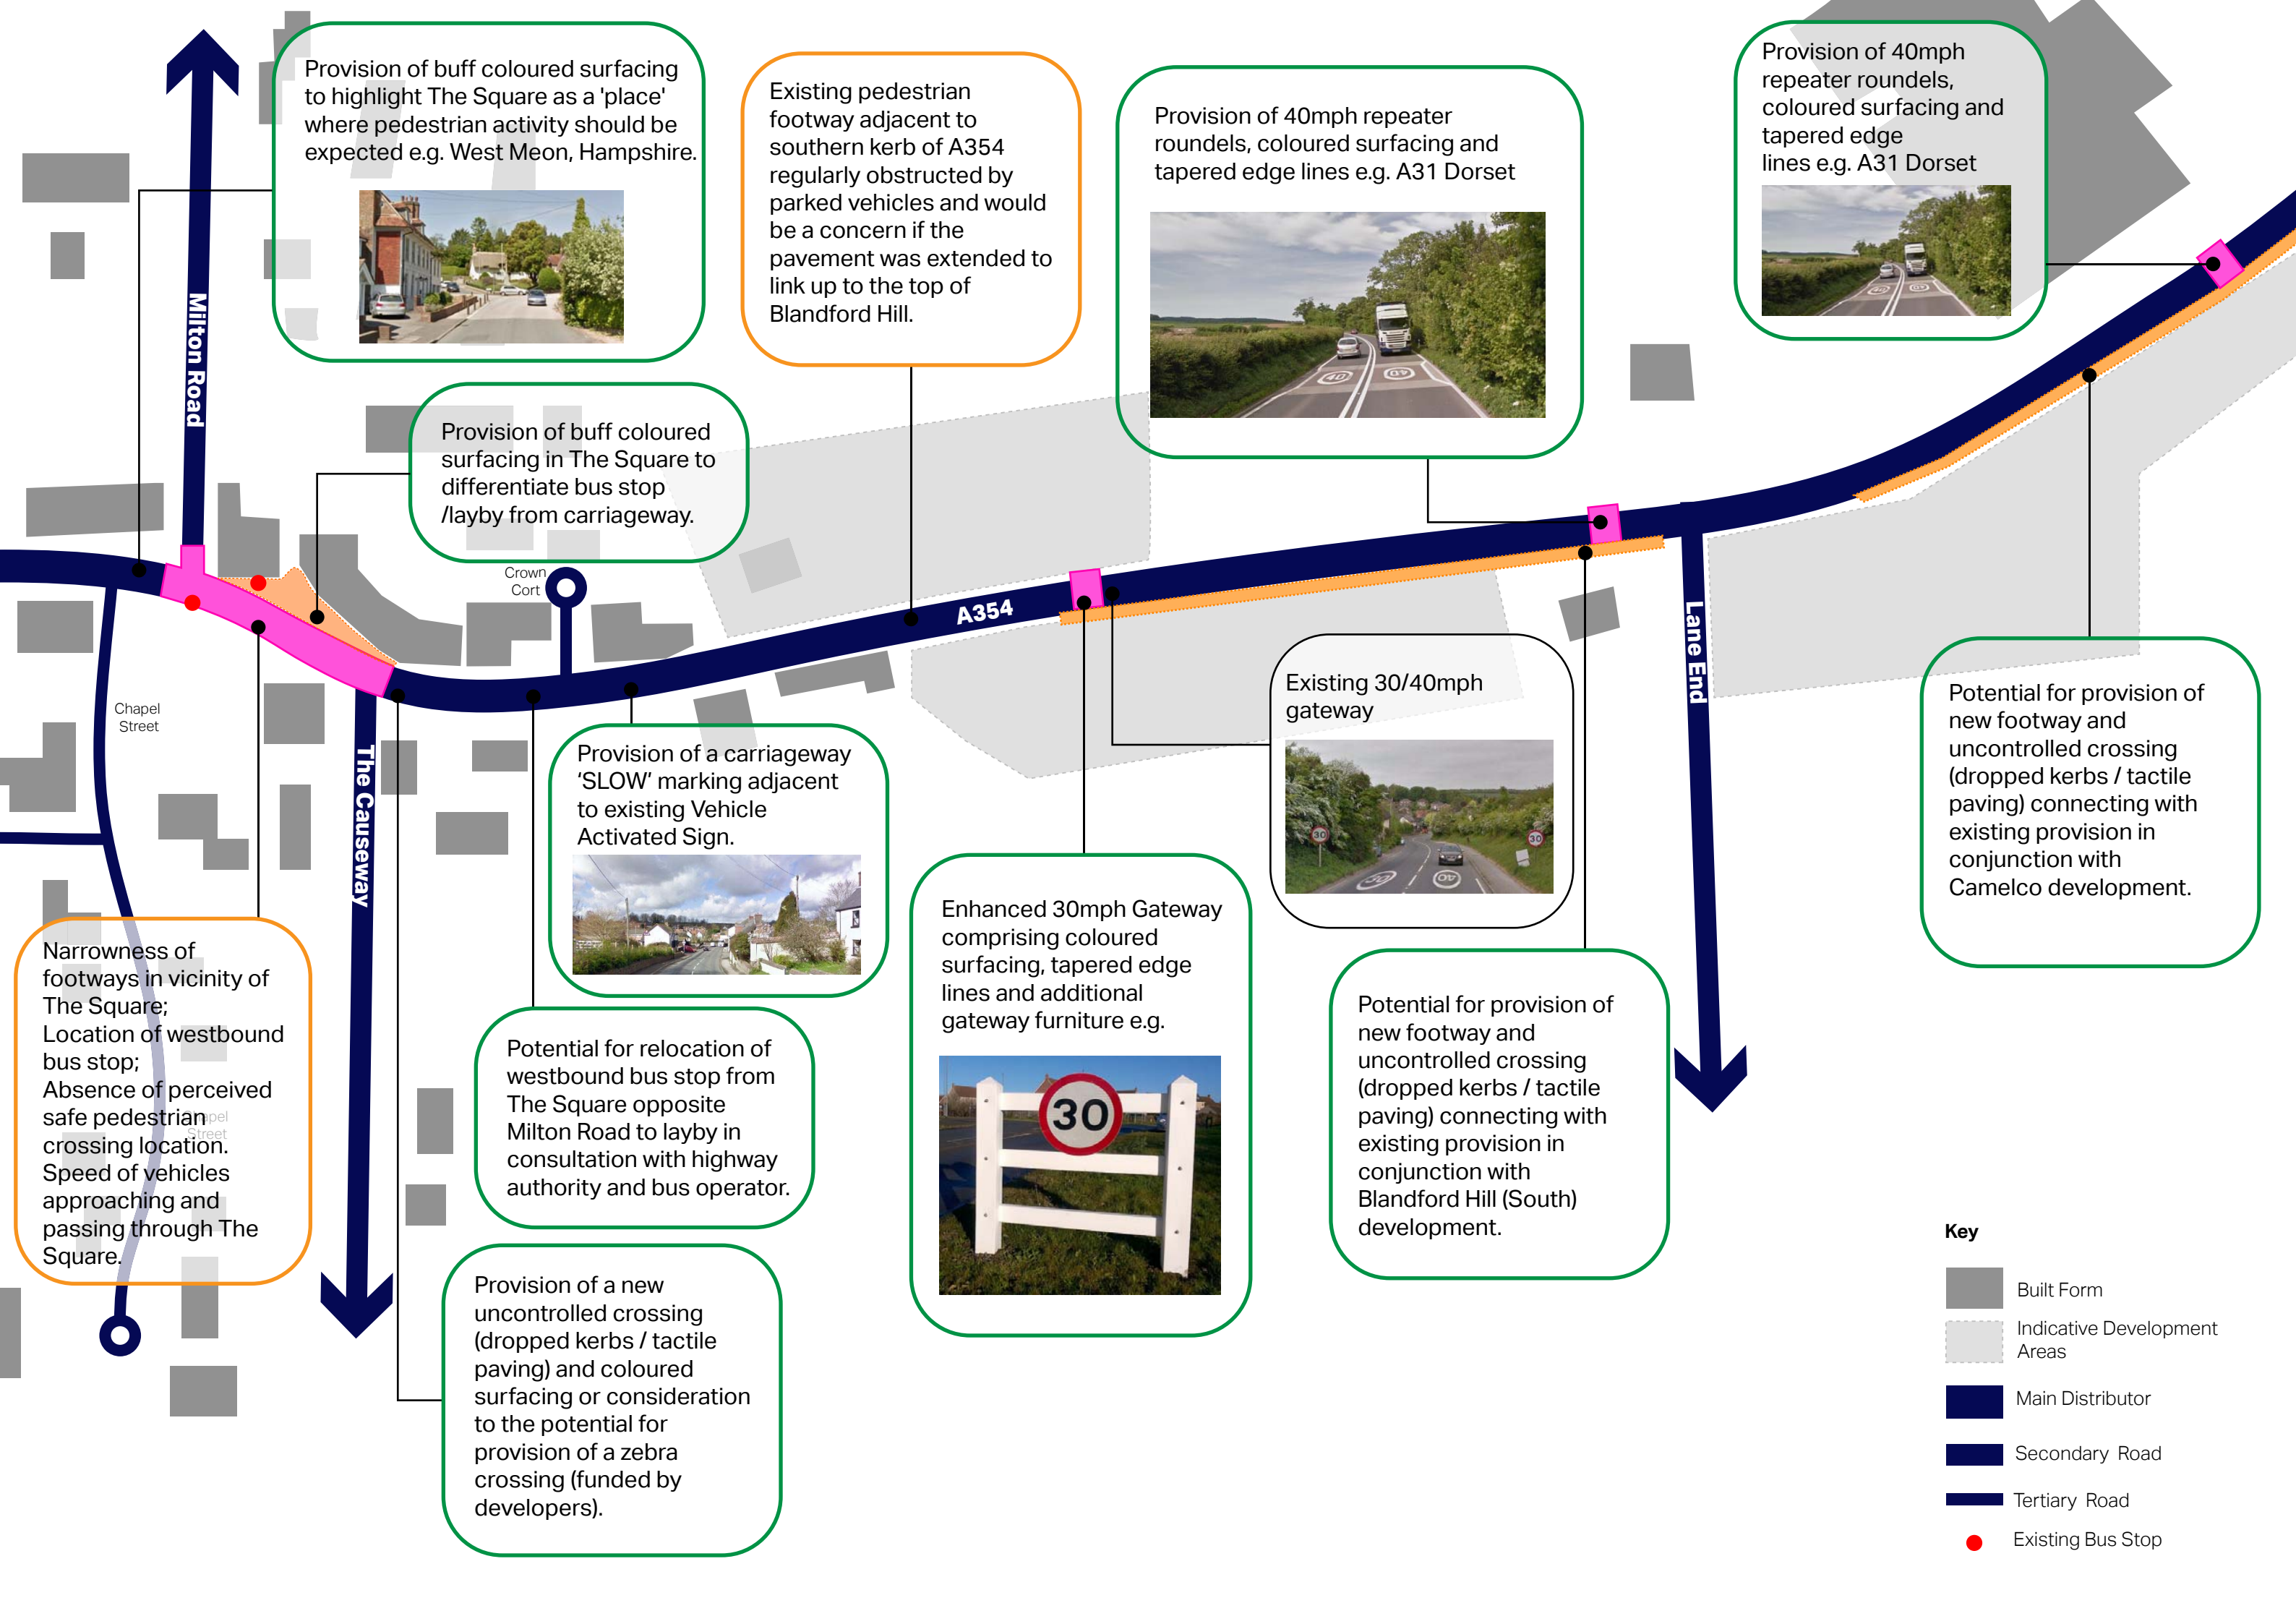 Provision of buff coloured surfacing
to highlight The Square as a 'place'
where pedestrian activity should be
expected e.g. West Meon, Hampshire.
Existing pedestrian
footway adjacent to
southern kerb of A354
regularly obstructed by
parked vehicles and would
be a concern if the
pavement was extended to
link up to the top of
Blandford Hill.
Provision of 40mph repeater
roundels, coloured surfacing and
tapered edge lines e.g. A31 Dorset
40
40
Provision of 40mph
repeater roundels,
coloured surfacing and
tapered edge
lines e.g. A31 Dorset
40
40
Milton Road
Provision of buff coloured
surfacing in The Square to
differentiate bus stop
/layby from carriageway.
Crown
Cort
A354
Lane End
Chapel
Street
The Causeway
Existing 30/40mph
gateway
30
30
30
40
Provision of a carriageway
‘SLOW’ marking adjacent
to existing Vehicle
Activated Sign.
Potential for provision of
new footway and
uncontrolled crossing
(dropped kerbs / tactile
paving) connecting with
existing provision in
conjunction with
Camelco development.
Narrowness of
footways in vicinity of
The Square;
Location of westbound
bus stop;
Absence of perceived
safe pedestrian
crossing location.
Speed of vehicles
approaching and
passing through The
Square.
Chapel
Street
Enhanced 30mph Gateway
comprising coloured
surfacing, tapered edge
lines and additional
gateway furniture e.g.
30
Potential for relocation of
westbound bus stop from
The Square opposite
Milton Road to layby in
consultation with highway
authority and bus operator.
Potential for provision of
new footway and
uncontrolled crossing
(dropped kerbs / tactile
paving) connecting with
existing provision in
conjunction with
Blandford Hill (South)
development.
Provision of a new
uncontrolled crossing
(dropped kerbs / tactile
paving) and coloured
surfacing or consideration
to the potential for
provision of a zebra
crossing (funded by
developers).
Key
Built Form
Indicative Development
Areas
Main Distributor
Secondary Road
Tertiary Road
Existing Bus Stop